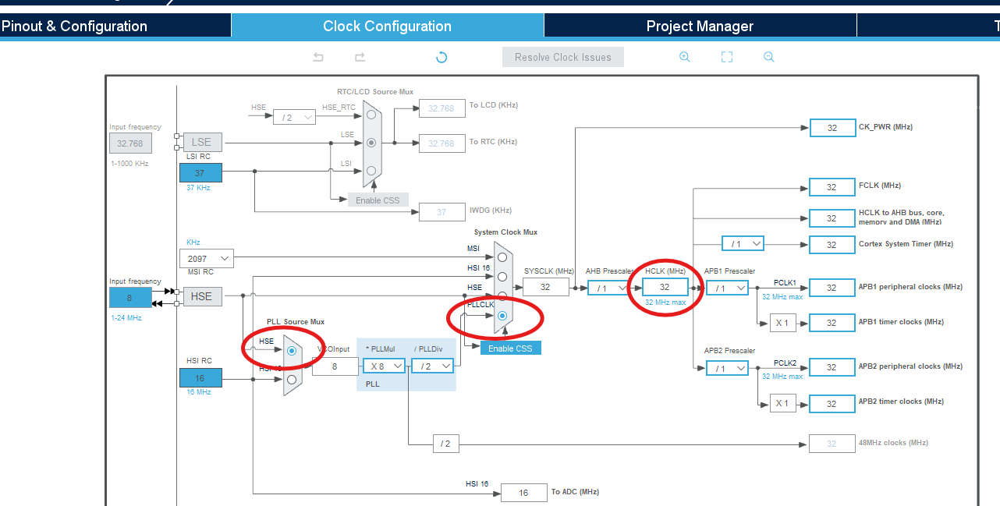 Pinout & Configuration
Clock Configuration
Project Manager
Resolve Clock Issues
RTC/LCD Source Mux
HSE
/ 2
HSE_RTC
32.768
To LCD (KHz)
Input frequency
32.768
1-1000 KHz
LSE
LSE
32.768
To RTC (KHz)
LSI RC
37
37 KHz
LSI
Enable CSS
37
IWDG (KHz)
32
CK_PWR (MHz)
System Clock Mux
KHz
2097
MSI RC
MSI
HSI 16
HSE
PLLCLK
SYSCLK (MHz)
32
AHB Prescaler
/ 1
HCLK (MHz)
32
32 MHz max
Enable CSS
32
FCLK (MHz)
32
HCLK to AHB bus, core,
memory and DMA (MHz)
/ 1
32
Cortex System Timer (MHz)
APB1 Prescaler
/ 1
PCLK1
32 MHz max
32
APB1 peripheral clocks (MHz)
X 1
32
APB1 timer clocks (MHz)
APB2 Prescaler
/ 1
PCLK2
32 MHz max
32
APB2 peripheral clocks (MHz)
X 1
32
APB2 timer clocks (MHz)
Input frequency
8
1-24 MHz
HSE
PLL Source Mux
HSE
HSI RC
16
16 MHz
VCOInput
8
* PLLMul
X 8
/ PLLDiv
/ 2
PLL
/ 2
32
48MHz clocks (MHz)
HSI 16
16
To ADC (MHz)